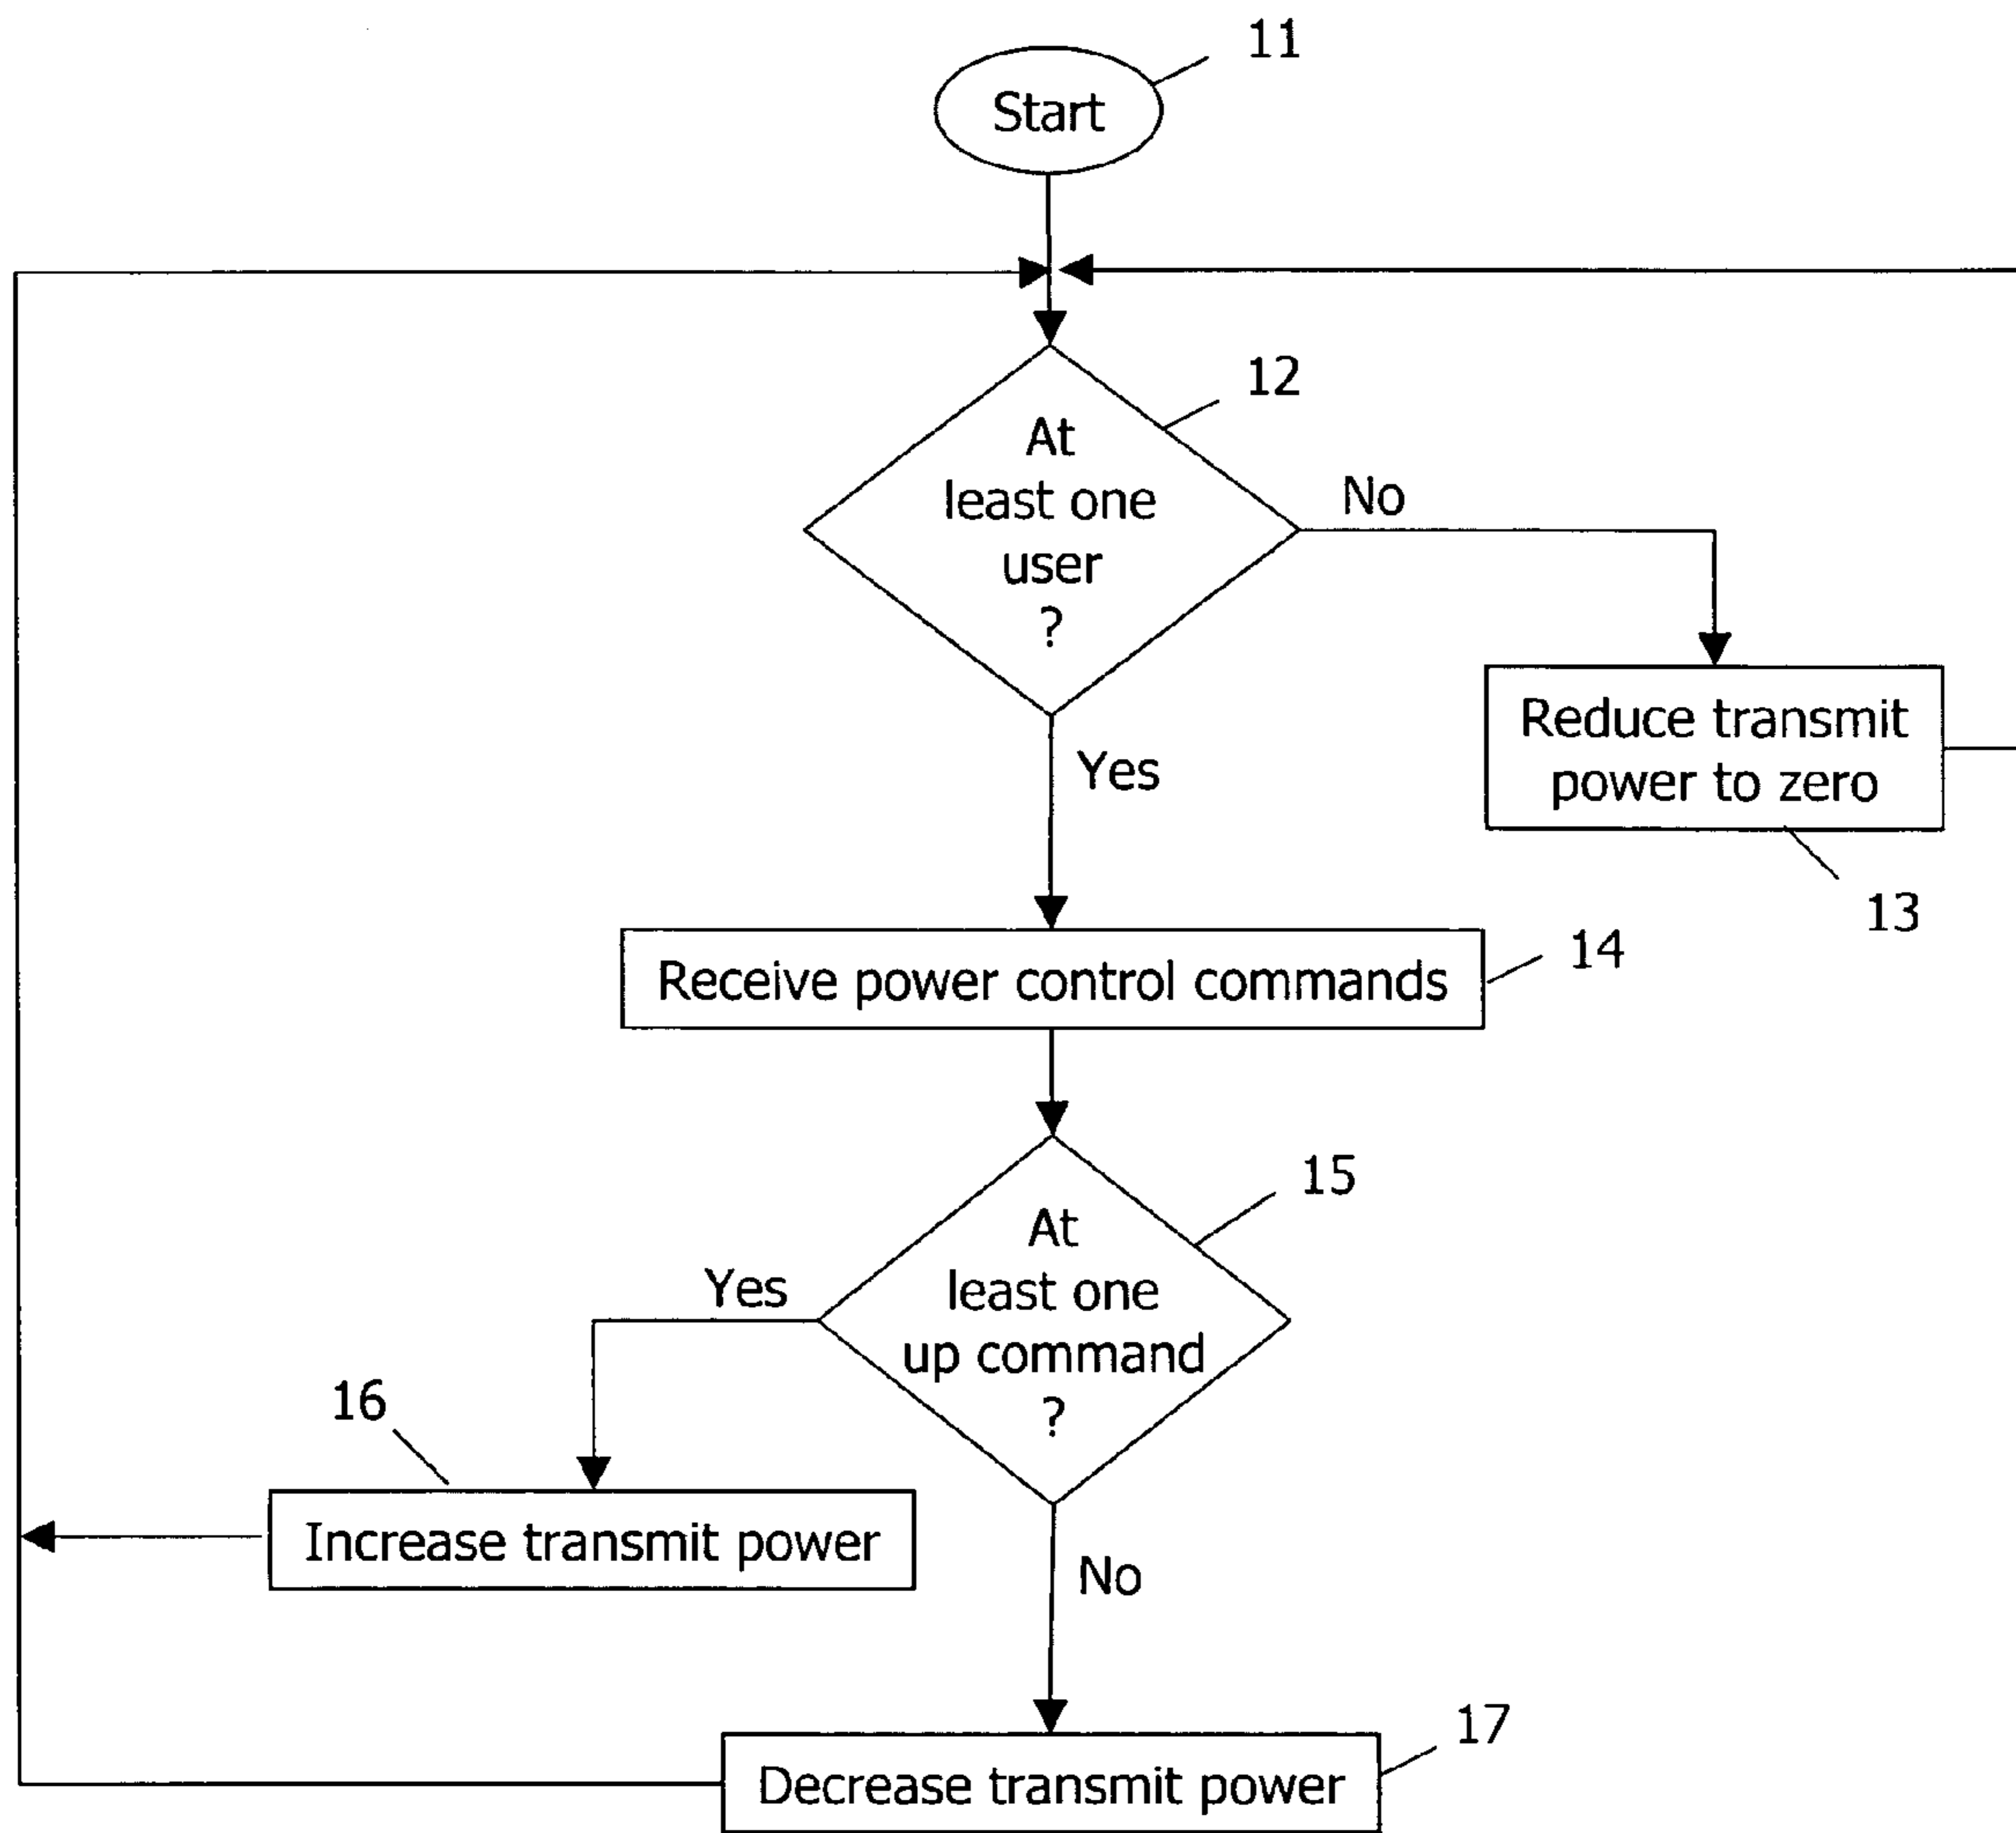 11
Start
12
At
least one
user
?
No
Reduce transmit
power to zero
13
Yes
Receive power control commands
14
15
At
least one
up command
?
Yes
16
Increase transmit power
No
17
Decrease transmit power